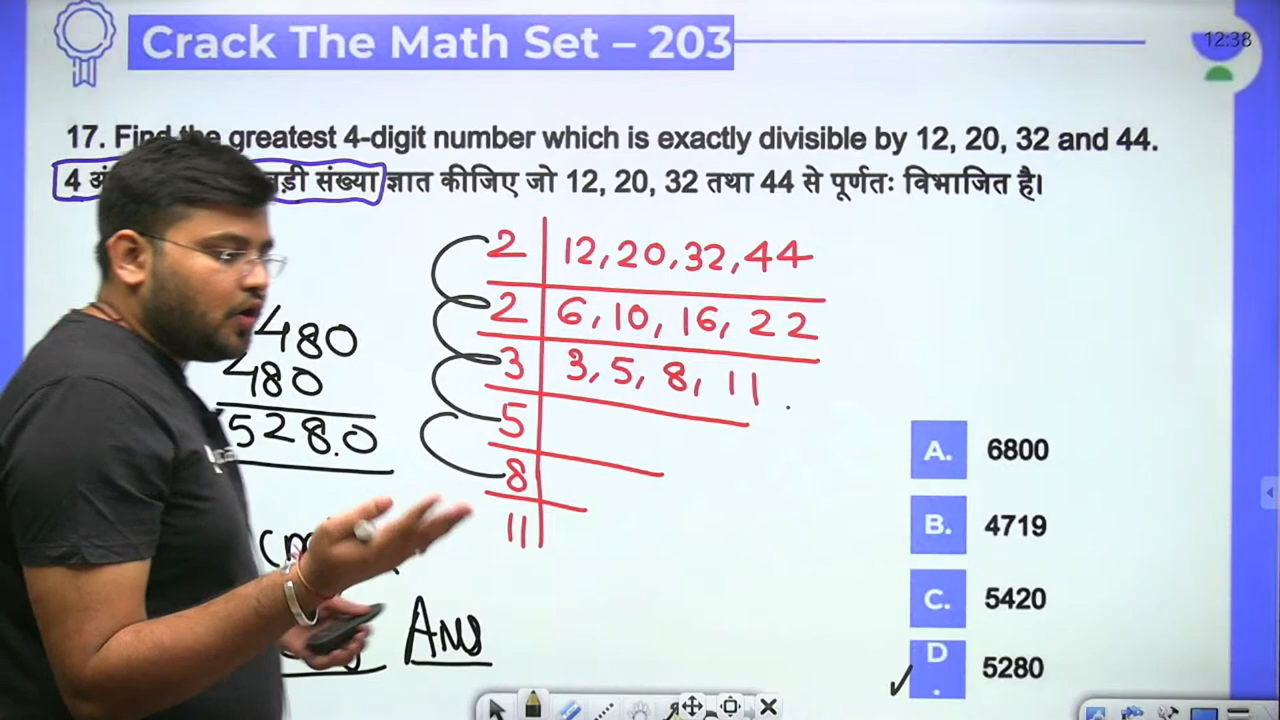 Crack The Math Set – 203
12:38
17. Find the greatest 4-digit number which is exactly divisible by 12, 20, 32 and 44.
4 संख्या ज्ञात कीजिए जो 12, 20, 32 तथा 44 से पूर्णतः विभाजित है।
2 12, 20, 32, 44
2 6, 10, 16, 22
3 3, 5, 8, 11
5
8
11
480
480
5280
Ans
A. 6800
B. 4719
C. 5420
D. 5280